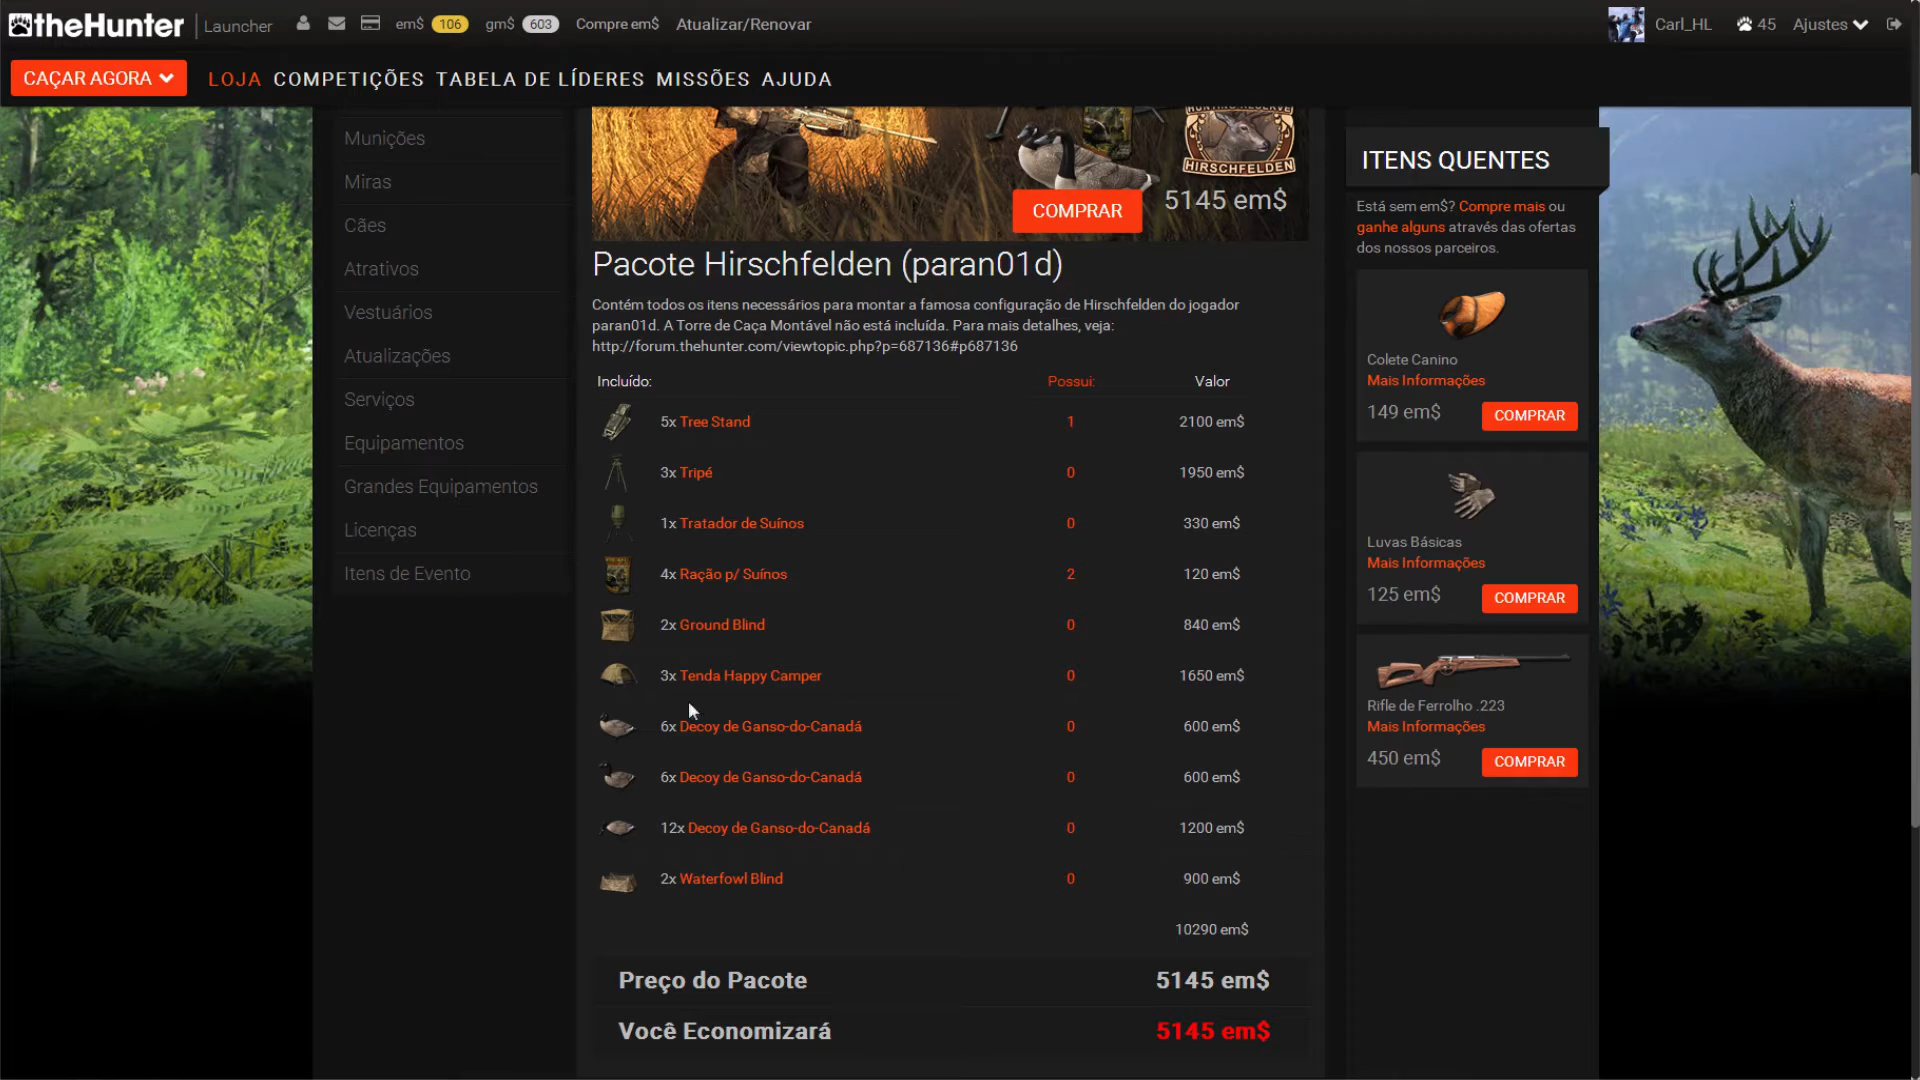 theHunter Launcher em$ 106 gm$ 603 Compre em$ Atualizar/Renovar Carl_HL 45 Ajustes
CAÇAR AGORA LOJA COMPETIÇÕES TABELA DE LÍDERES MISSÕES AJUDA
Munições
Miras
Cães
Atrativos
Vestuários
Atualizações
Serviços
Equipamentos
Grandes Equipamentos
Licenças
Itens de Evento
HUNTING RESERVE
HIRSCHFELDEN
COMPRAR 5145 em$
Pacote Hirschfelden (paran01d)
Contém todos os itens necessários para montar a famosa configuração de Hirschfelden do jogador
paran01d. A Torre de Caça Montável não está incluída. Para mais detalhes, veja:
http://forum.thehunter.com/viewtopic.php?p=687136#p687136
Incluído: Possui: Valor
5x Tree Stand 1 2100 em$
3x Tripé 0 1950 em$
1x Tratador de Suínos 0 330 em$
4x Ração p/ Suínos 2 120 em$
2x Ground Blind 0 840 em$
3x Tenda Happy Camper 0 1650 em$
6x Decoy de Ganso-do-Canadá 0 600 em$
6x Decoy de Ganso-do-Canadá 0 600 em$
12x Decoy de Ganso-do-Canadá 0 1200 em$
2x Waterfowl Blind 0 900 em$
10290 em$
Preço do Pacote 5145 em$
Você Economizará 5145 em$
ITENS QUENTES
Está sem em$? Compre mais ou
ganhe alguns através das ofertas
dos nossos parceiros.
Colete Canino
Mais Informações
149 em$ COMPRAR
Luvas Básicas
Mais Informações
125 em$ COMPRAR
Rifle de Ferrolho .223
Mais Informações
450 em$ COMPRAR